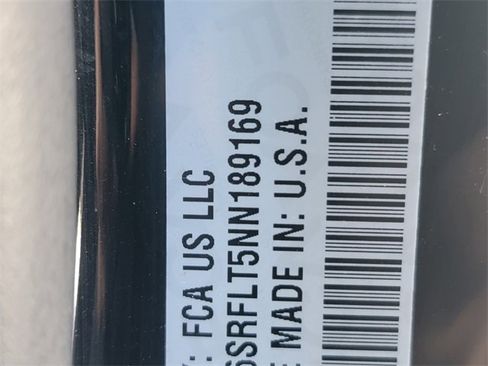 : FCA US LLC
SRFLT5NN189169
MADE IN: U.S.A.